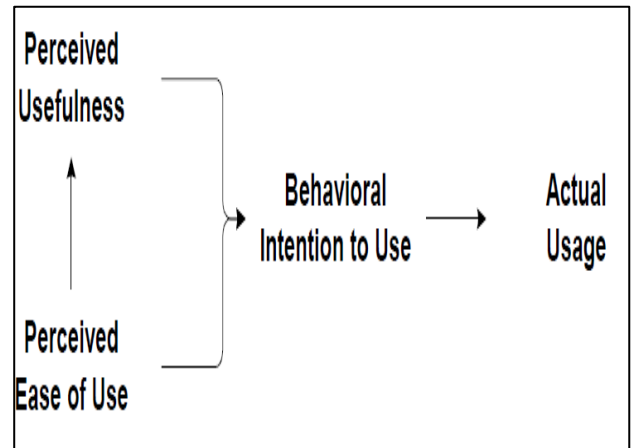 Perceived
Usefulness
Behavioral
Intention to Use
Actual
Usage
Perceived
Ease of Use